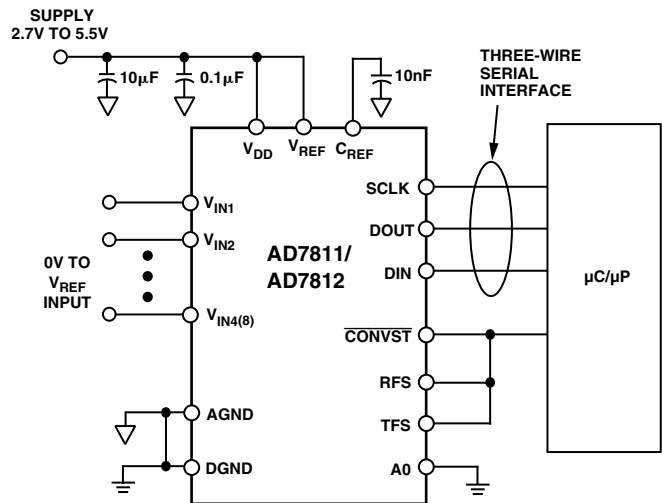 SUPPLY
2.7V TO 5.5V
10μF
0.1μF
10nF
THREE-WIRE
SERIAL
INTERFACE
VDD
VREF
CREF
SCLK
DOUT
DIN
CONVST
RFS
TFS
A0
VIN1
VIN2
VIN4(8)
AGND
DGND
0V TO
VREF
INPUT
AD7811/
AD7812
μC/μP